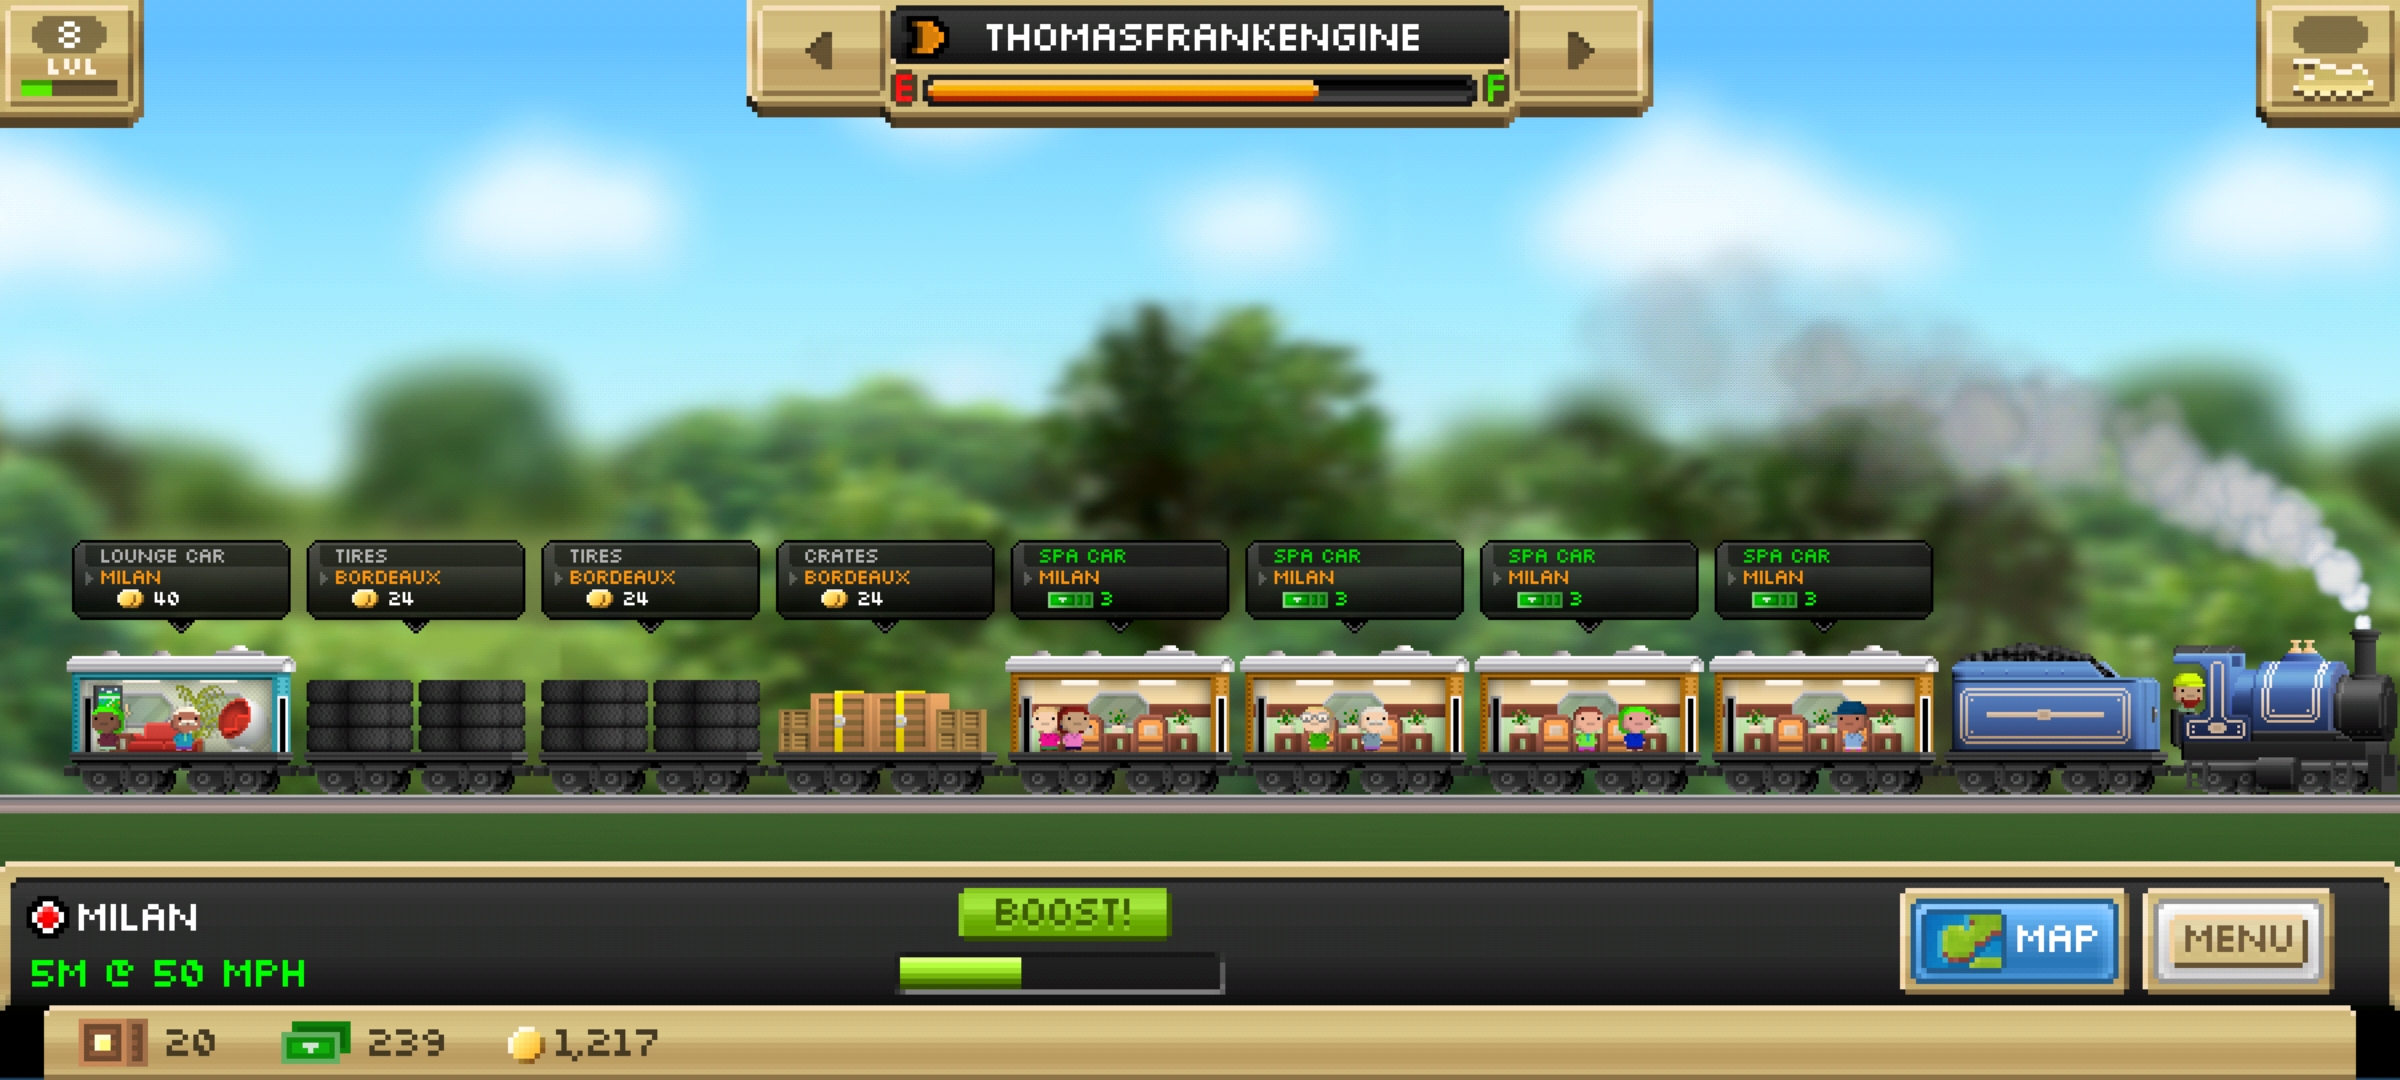 8
LVL
THOMASFRANKENGINE
E F
LOUNGE CAR
MILAN
40
TIRES
BORDEAUX
24
TIRES
BORDEAUX
24
CRATES
BORDEAUX
24
SPA CAR
MILAN
3
SPA CAR
MILAN
3
SPA CAR
MILAN
3
SPA CAR
MILAN
3
MILAN
5M @ 50 MPH
BOOST!
MAP
MENU
20 239 1,217